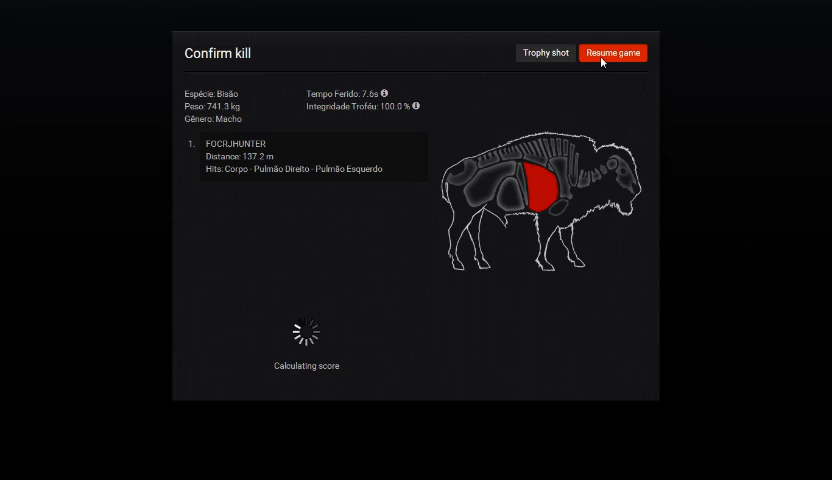 Confirm kill
Trophy shot
Resume game
Espécie: Bisão
Tempo Ferido: 7.6s
Peso: 741.3 kg
Integridade Troféu: 100.0 %
Gênero: Macho
1. FOCRJHUNTER
Distance: 137.2 m
Hits: Corpo - Pulmão Direito - Pulmão Esquerdo
Calculating score